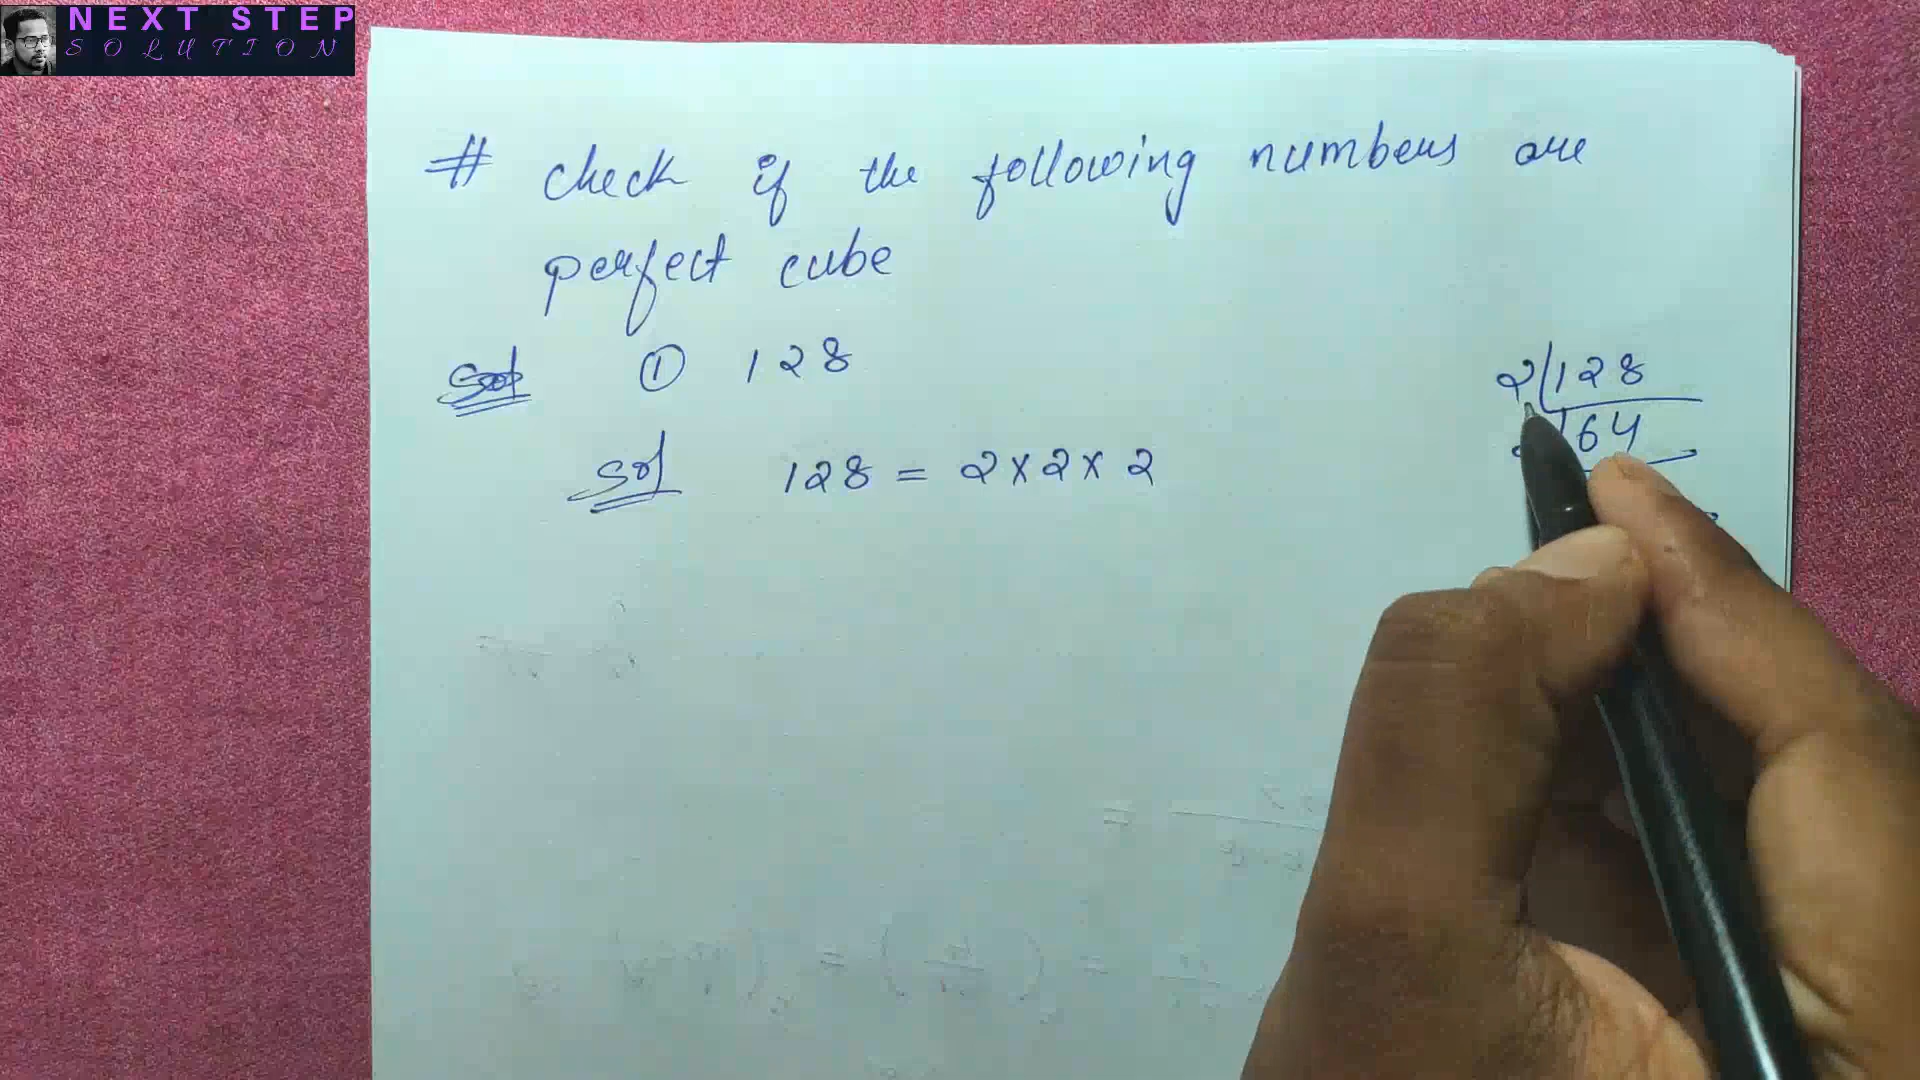 NEXT STEP
SOLUTION
# check if the following numbers are
perfect cube
① 128
2 128
64
Sol 128 = 2 × 2 × 2